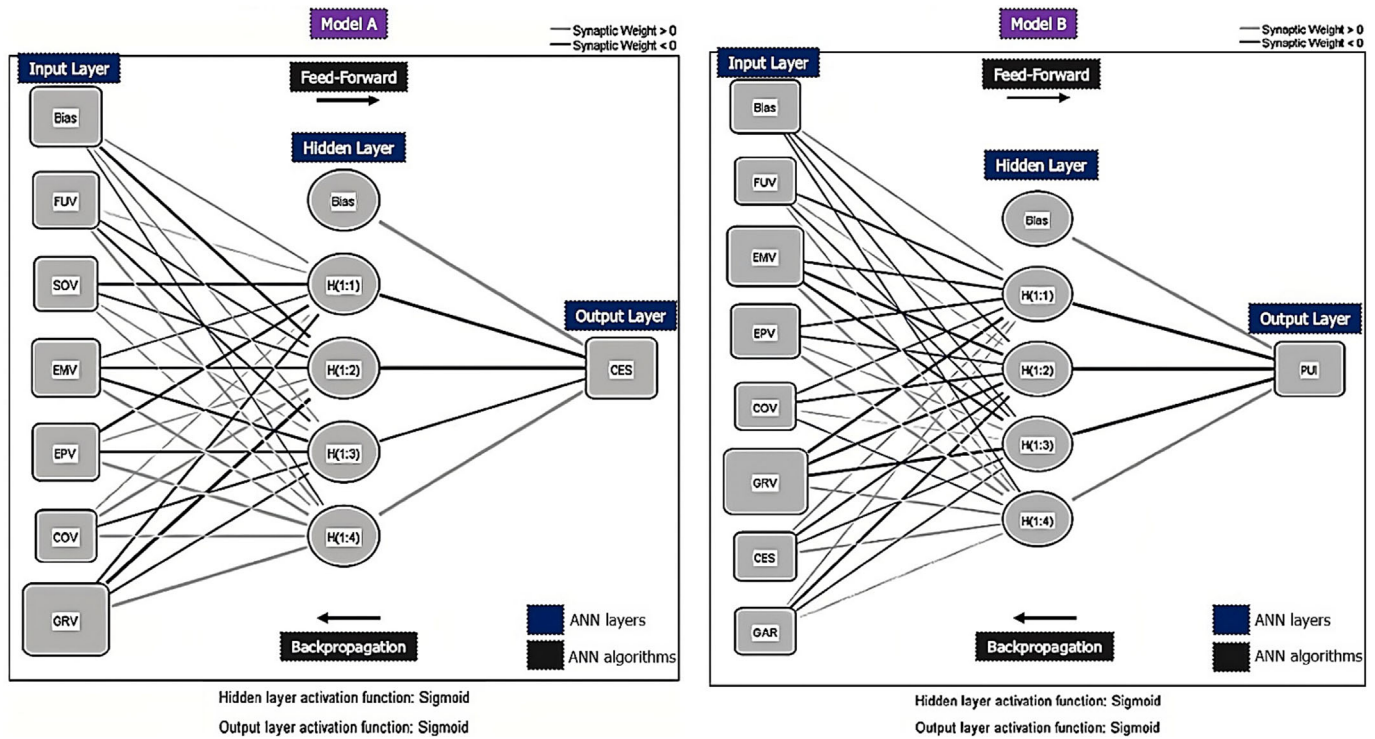 Model A
Synaptic Weight > 0
Synaptic Weight < 0
Input Layer
Feed-Forward
Bias
Hidden Layer
FUV
Bias
SOV
H(1:1)
Output Layer
EMV
H(1:2)
CES
EPV
H(1:3)
COV
H(1:4)
GRV
ANN layers
Backpropagation
ANN algorithms
Hidden layer activation function: Sigmoid
Output layer activation function: Sigmoid
Model B
Synaptic Weight > 0
Synaptic Weight < 0
Input Layer
Feed-Forward
Bias
Hidden Layer
FUV
Bias
EMV
H(1:1)
Output Layer
EPV
H(1:2)
PUI
COV
H(1:3)
GRV
H(1:4)
CES
GAR
ANN layers
Backpropagation
ANN algorithms
Hidden layer activation function: Sigmoid
Output layer activation function: Sigmoid